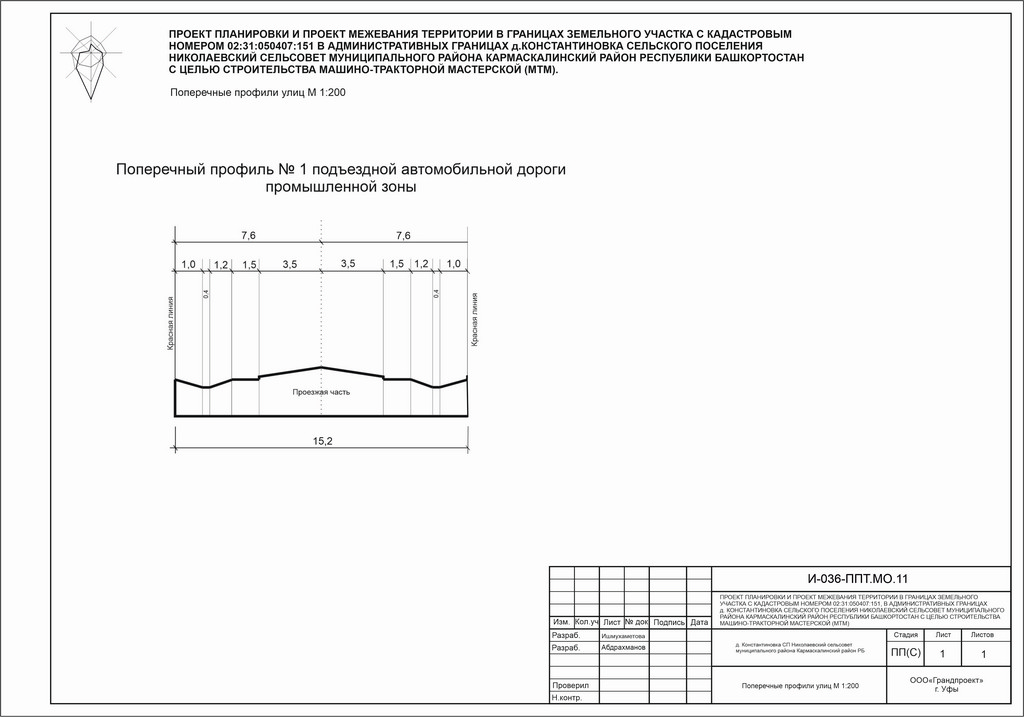 ПРОЕКТ ПЛАНИРОВКИ И ПРОЕКТ МЕЖЕВАНИЯ ТЕРРИТОРИИ В ГРАНИЦАХ ЗЕМЕЛЬНОГО УЧАСТКА С КАДАСТРОВЫМ
НОМЕРОМ 02:31:050407:151 В АДМИНИСТРАТИВНЫХ ГРАНИЦАХ д.КОНСТАНТИНОВКА СЕЛЬСКОГО ПОСЕЛЕНИЯ
НИКОЛАЕВСКИЙ СЕЛЬСОВЕТ МУНИЦИПАЛЬНОГО РАЙОНА КАРМАСКАЛИНСКИЙ РАЙОН РЕСПУБЛИКИ БАШКОРТОСТАН
С ЦЕЛЬЮ СТРОИТЕЛЬСТВА МАШИНО-ТРАКТОРНОЙ МАСТЕРСКОЙ (МТМ).
Поперечные профили улиц М 1:200
Поперечный профиль № 1 подъездной автомобильной дороги
промышленной зоны
7,6 7,6
1,0 1,2 1,5 3,5 3,5 1,5 1,2 1,0
0,4 0,4
Красная линия Красная линия
Проезжая часть
15,2
И-036-ППТ.МО.11
ПРОЕКТ ПЛАНИРОВКИ И ПРОЕКТ МЕЖЕВАНИЯ ТЕРРИТОРИИ В ГРАНИЦАХ ЗЕМЕЛЬНОГО
УЧАСТКА С КАДАСТРОВЫМ НОМЕРОМ 02:31:050407:151, В АДМИНИСТРАТИВНЫХ ГРАНИЦАХ
д. КОНСТАНТИНОВКА СЕЛЬСКОГО ПОСЕЛЕНИЯ НИКОЛАЕВСКИЙ СЕЛЬСОВЕТ МУНИЦИПАЛЬНОГО
РАЙОНА КАРМАСКАЛИНСКИЙ РАЙОН РЕСПУБЛИКИ БАШКОРТОСТАН С ЦЕЛЬЮ СТРОИТЕЛЬСТВА
МАШИНО-ТРАКТОРНОЙ МАСТЕРСКОЙ (МТМ)
Изм. Кол.уч Лист № док Подпись Дата
Разраб. Ишмухаметова
Разраб. Абдрахманов
Проверил
Н.контр.
д. Константиновка СП Николаевский сельсовет
муниципального района Кармаскалинский район РБ
Стадия Лист Листов
ПП(С) 1 1
Поперечные профили улиц М 1:200
ООО«Грандпроект»
г. Уфы